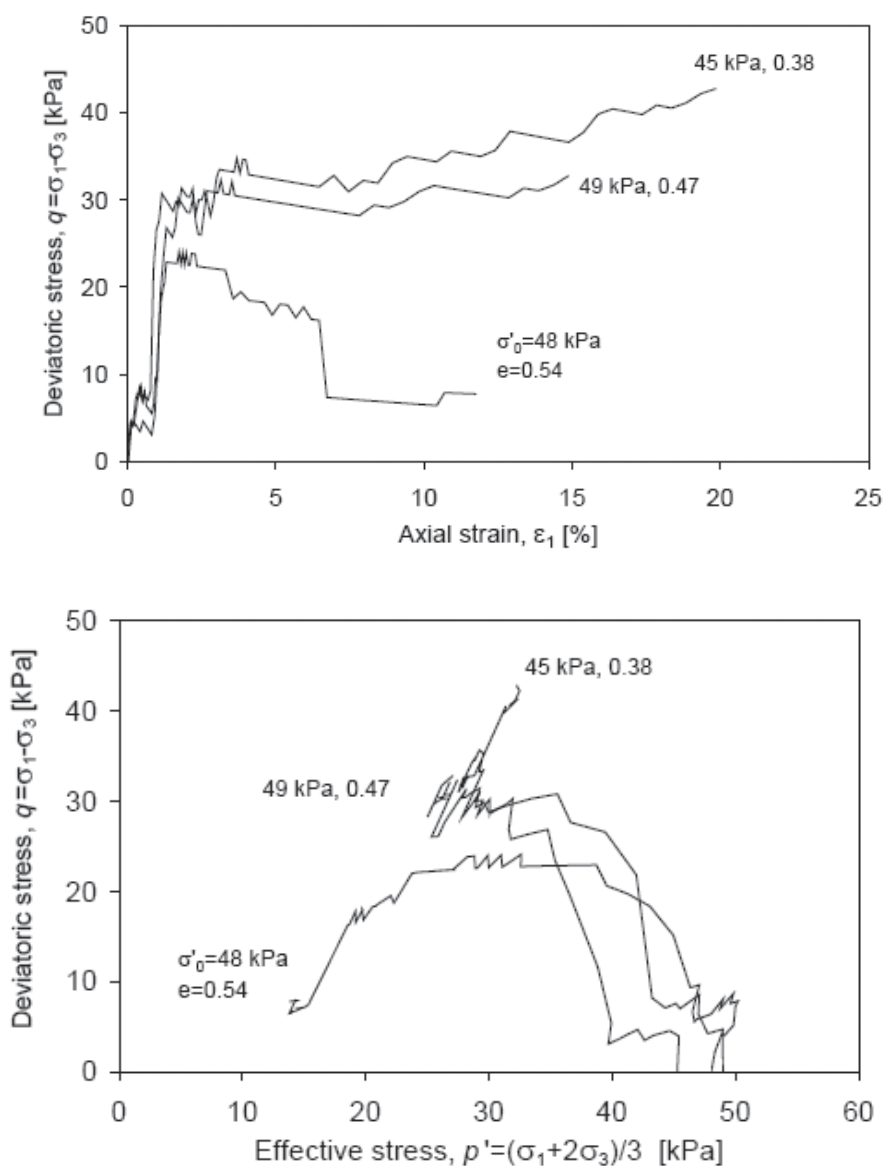 50
40
30
20
10
0
Deviatoric stress, q=σ1-σ3 [kPa]
45 kPa, 0.38
49 kPa, 0.47
σ'0=48 kPa
e=0.54
0 5 10 15 20 25
Axial strain, ε1 [%]
50
40
30
20
10
0
Deviatoric stress, q=σ1-σ3 [kPa]
45 kPa, 0.38
49 kPa, 0.47
σ'0=48 kPa
e=0.54
0 10 20 30 40 50 60
Effective stress, p'=(σ1+2σ3)/3 [kPa]